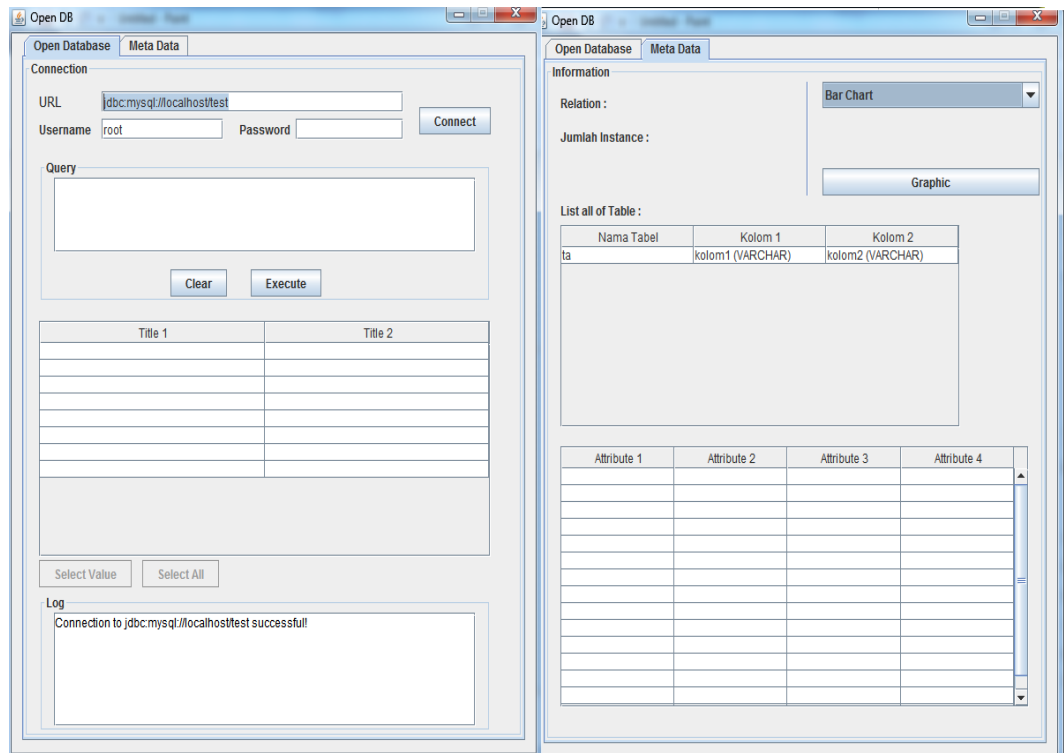 Open DB
Open Database Meta Data
Connection
URL jdbc:mysql://localhost/test
Username root Password Connect
Query
Clear Execute
Title 1 Title 2
Select Value Select All
Log
Connection to jdbc:mysql://localhost/test successful!
Open DB
Open Database Meta Data
Information
Relation : Bar Chart
Jumlah Instance :
Graphic
List all of Table :
Nama Tabel Kolom 1 Kolom 2
ta kolom1 (VARCHAR) kolom2 (VARCHAR)
Attribute 1 Attribute 2 Attribute 3 Attribute 4